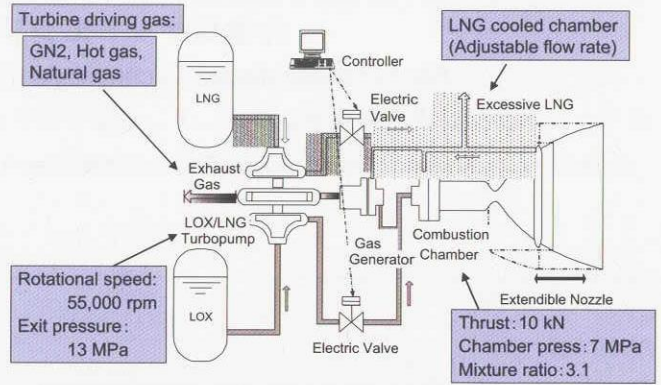 Turbine driving gas:
GN2, Hot gas,
Natural gas
LNG cooled chamber
(Adjustable flow rate)
Controller
LNG
Electric
Valve
Excessive LNG
Exhaust
Gas
LOX/LNG
Turbopump
Gas
Generator
Combustion
Chamber
Rotational speed:
55,000 rpm
Exit pressure:
13 MPa
LOX
Electric Valve
Extendible Nozzle
Thrust: 10 kN
Chamber press: 7 MPa
Mixture ratio: 3.1